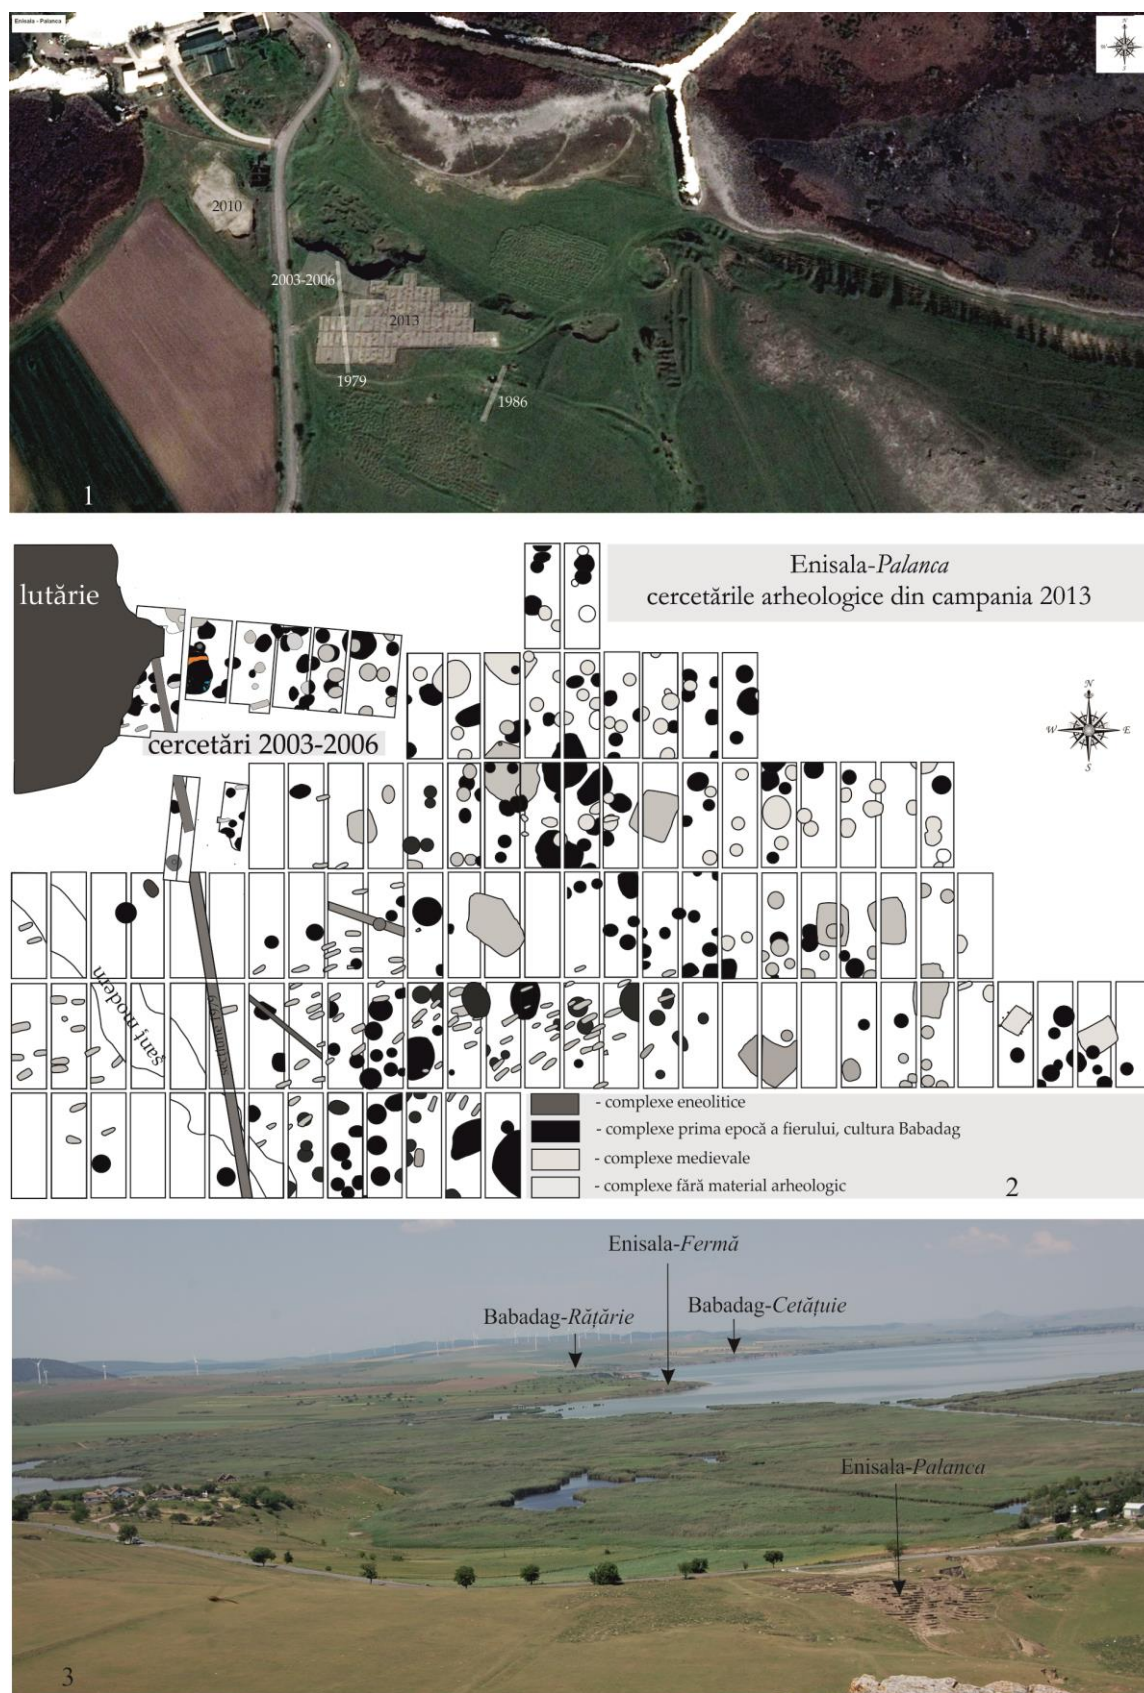 Enisala - Palanca
N
W
S
2010
2003-2006
2013
1979
1986
1
lutărie
Enisala-Palanca
cercetările arheologice din campania 2013
cercetări 2003-2006
N
W
E
S
șanț modern
secțiune 1979
- complexe eneolitice
- complexe prima epocă a fierului, cultura Babadag
- complexe medievale
- complexe fără material arheologic
2
Enisala-Fermă
Babadag-Rățărie
Babadag-Cetățuie
Enisala-Palanca
3